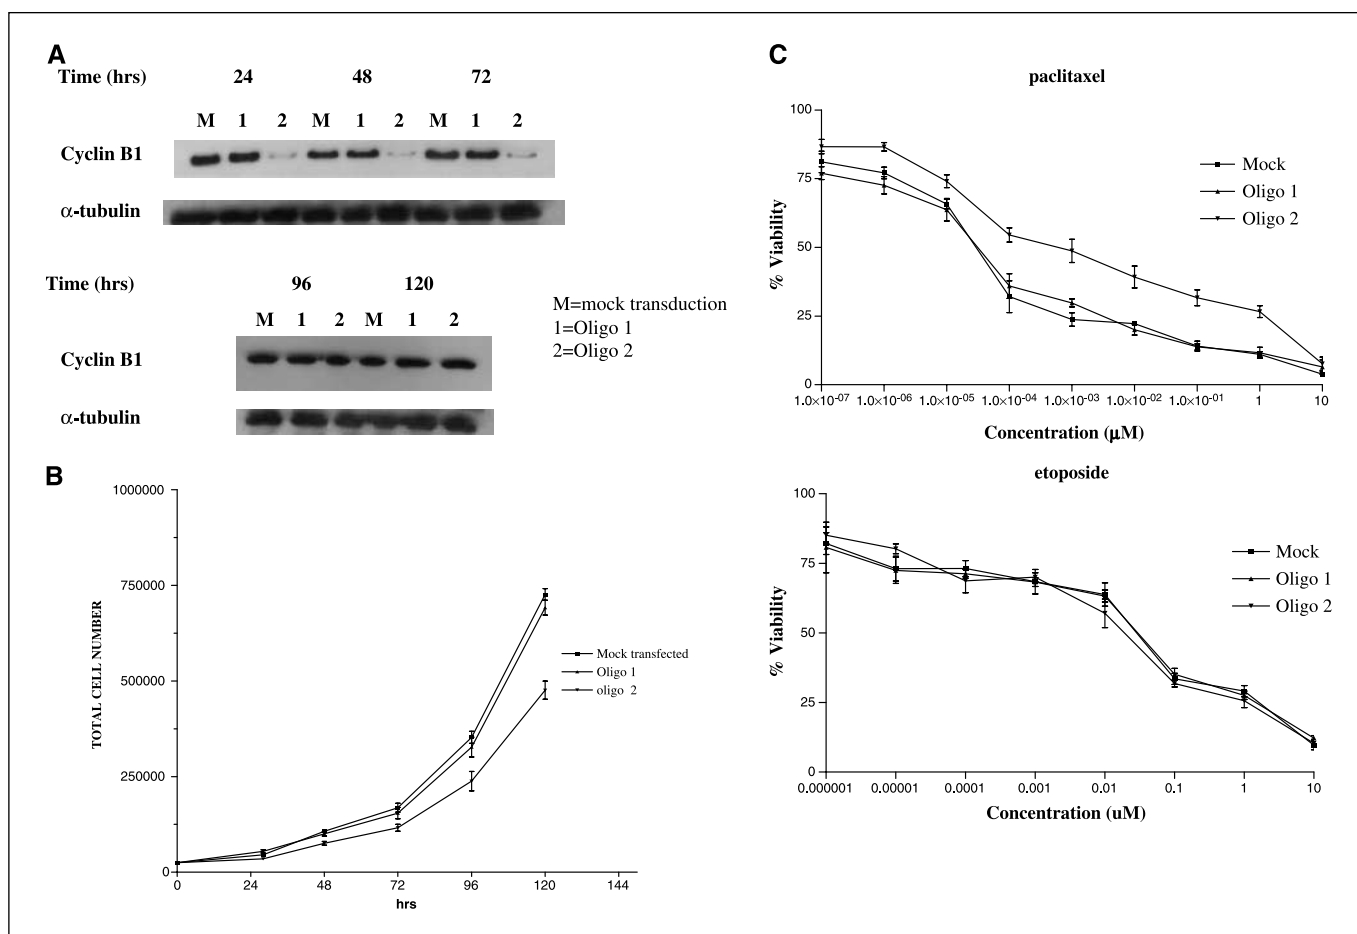 A
Time (hrs) 24 48 72
M 1 2 M 1 2 M 1 2
Cyclin B1
α-tubulin
Time (hrs) 96 120
M 1 2 M 1 2
Cyclin B1
α-tubulin
M=mock transduction
1=Oligo 1
2=Oligo 2
B
1000000
750000
500000
250000
0
TOTAL CELL NUMBER
0 24 48 72 96 120 144
hrs
Mock transfected
Oligo 1
oligo 2
C
paclitaxel
100
75
50
25
0
% Viability
1.0×10-07 1.0×10-06 1.0×10-05 1.0×10-04 1.0×10-03 1.0×10-02 1.0×10-01 1 10
Concentration (μM)
Mock
Oligo 1
Oligo 2
etoposide
100
75
50
25
0
% Viability
0.000001 0.00001 0.0001 0.001 0.01 0.1 1 10
Concentration (uM)
Mock
Oligo 1
Oligo 2